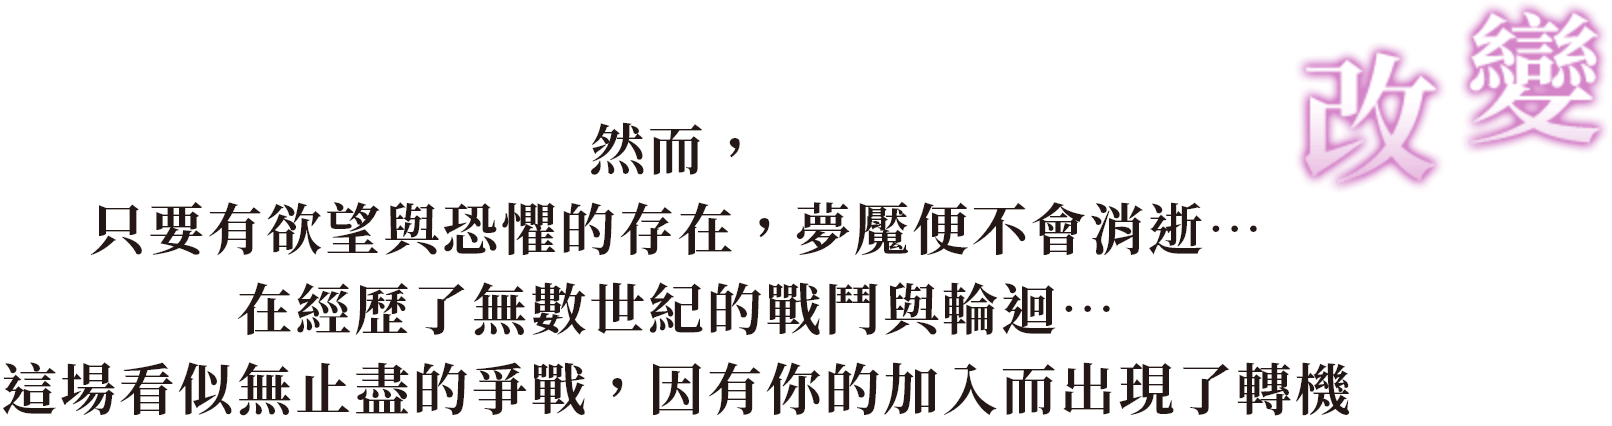 改變
然而，
只要有欲望與恐懼的存在，夢魘便不會消逝…
在經歷了無數世紀的戰鬥與輪迴…
這場看似無止盡的爭戰，因有你的加入而出現了轉機